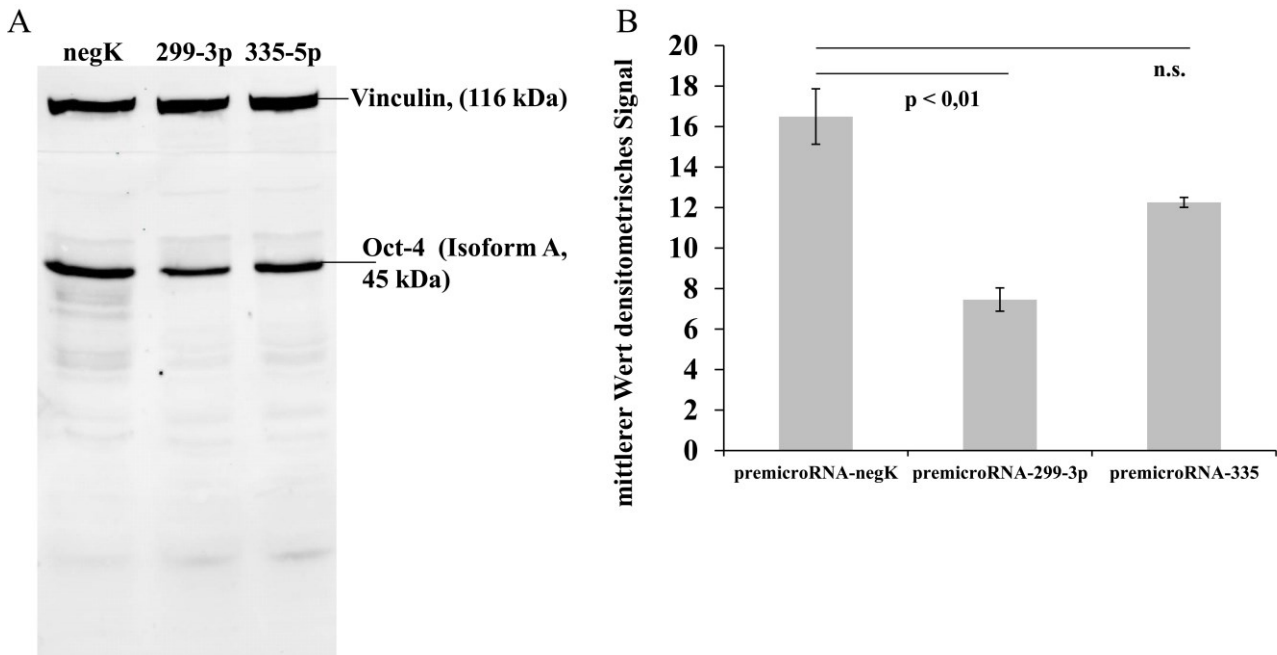 A
negK 299-3p 335-5p
Vinculin, (116 kDa)
Oct-4 (Isoform A,
45 kDa)
B
mittlerer Wert densitometrisches Signal
20
18
16
14
12
10
8
6
4
2
0
n.s.
p < 0,01
premicroRNA-negK premicroRNA-299-3p premicroRNA-335